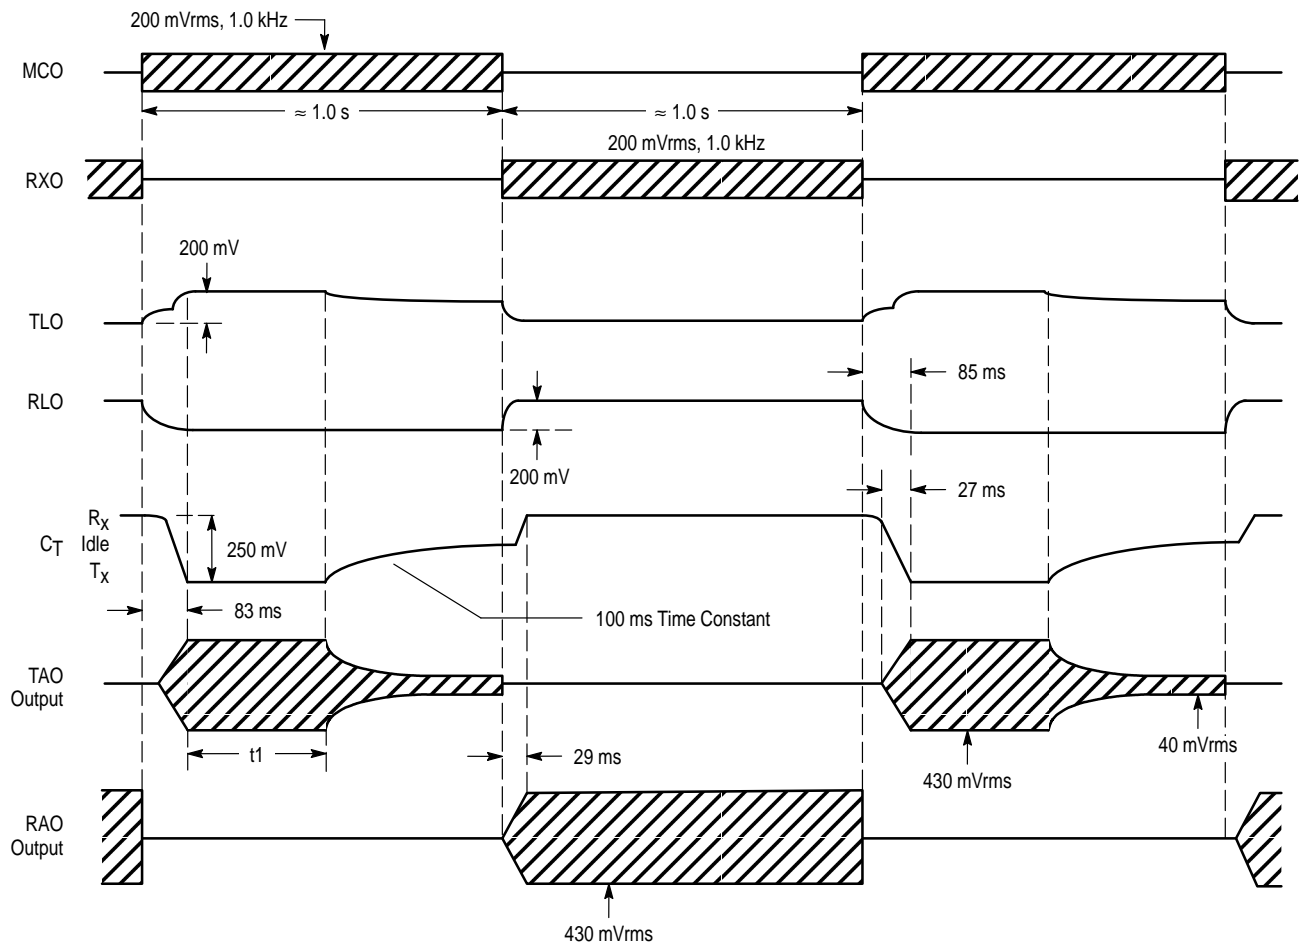 200 mVrms, 1.0 kHz
MCO
≈ 1.0 s
≈ 1.0 s
200 mVrms, 1.0 kHz
RXO
200 mV
TLO
85 ms
RLO
200 mV
27 ms
RX
CT Idle
TX
250 mV
83 ms
100 ms Time Constant
TAO
Output
t1
29 ms
40 mVrms
430 mVrms
RAO
Output
430 mVrms